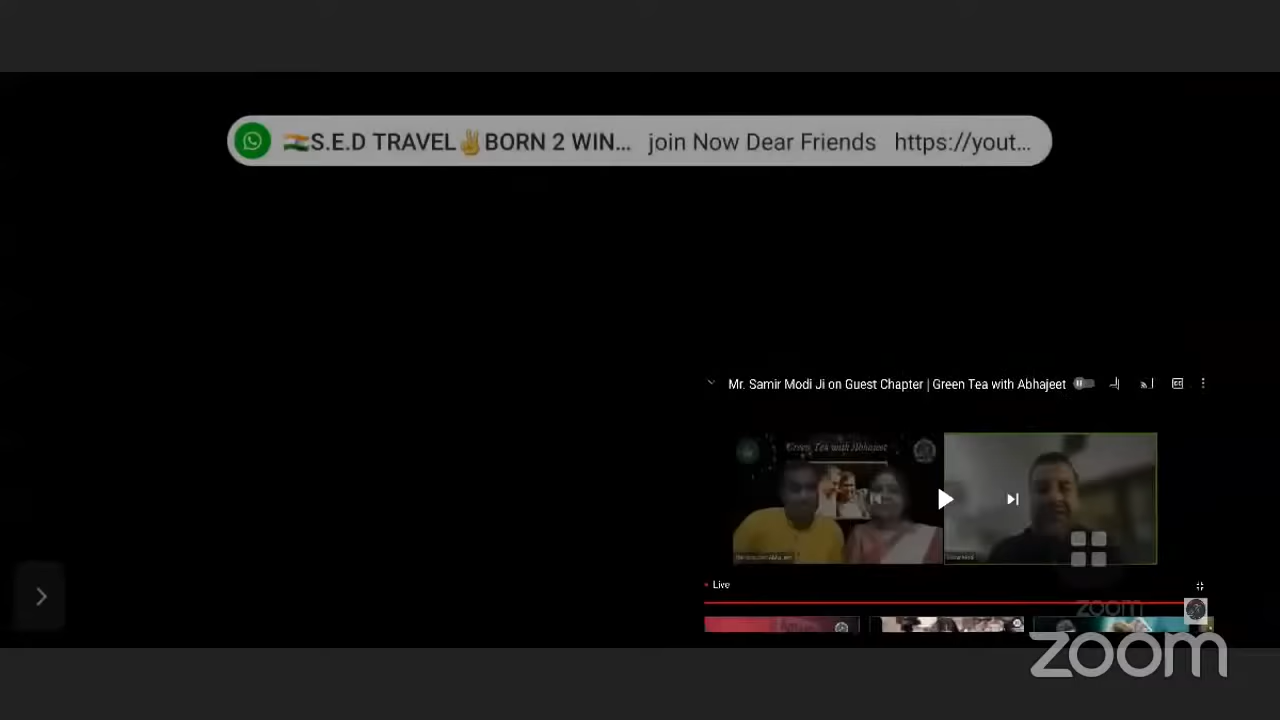 🇮🇳S.E.D TRAVEL✌BORN 2 WIN... join Now Dear Friends https://yout...
Mr. Samir Modi Ji on Guest Chapter | Green Tea with Abhajeet
Green Tea with Abhajeet
Live
zoom
zoom